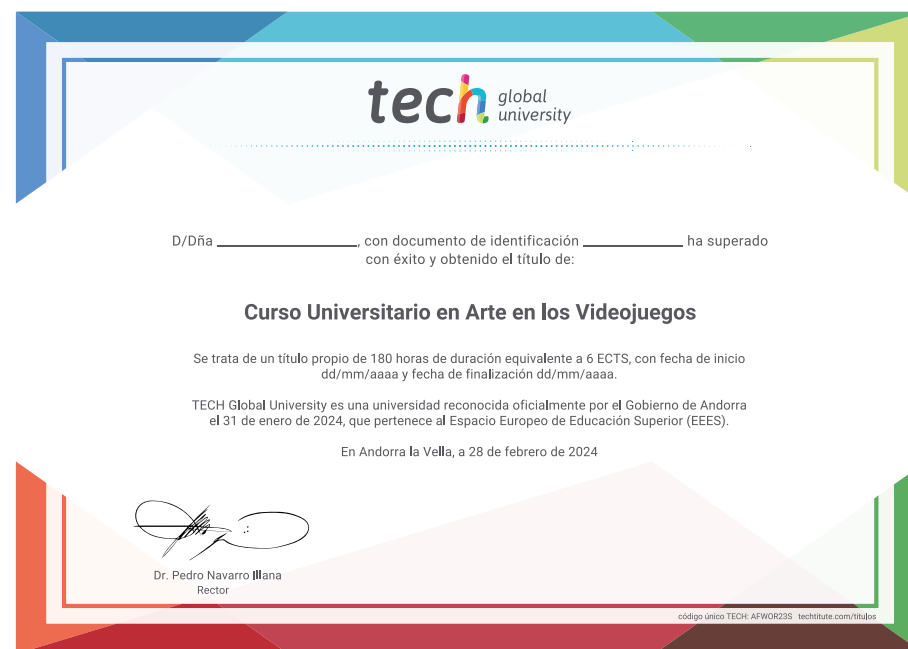 tech global university
D/Dña ____________________, con documento de identificación ______________ ha superado
con éxito y obtenido el título de:
Curso Universitario en Arte en los Videojuegos
Se trata de un título propio de 180 horas de duración equivalente a 6 ECTS, con fecha de inicio
dd/mm/aaaa y fecha de finalización dd/mm/aaaa.
TECH Global University es una universidad reconocida oficialmente por el Gobierno de Andorra
el 31 de enero de 2024, que pertenece al Espacio Europeo de Educación Superior (EEES).
En Andorra la Vella, a 28 de febrero de 2024
Dr. Pedro Navarro Illana
Rector
código único TECH: AFWOR23S techtitute.com/titulos